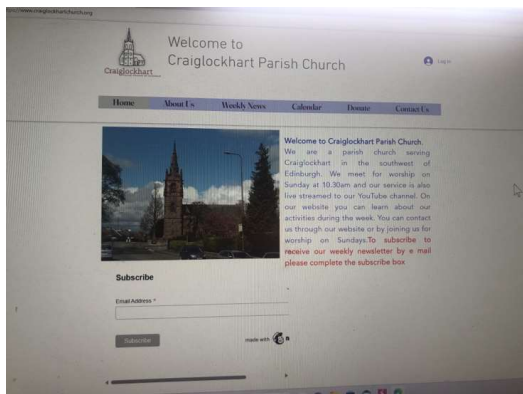 www.craiglockhartchurch.org
Craiglockhart
Welcome to
Craiglockhart Parish Church
Log In
Home About Us Weekly News Calendar Donate Contact Us
Welcome to Craiglockhart Parish Church.
We are a parish church serving
Craiglockhart in the southwest of
Edinburgh. We meet for worship on
Sunday at 10.30am and our service is also
live streamed to our YouTube channel. On
our website you can learn about our
activities during the week. You can contact
us through our website or by joining us for
worship on Sundays.To subscribe to
receive our weekly newsletter by e mail
please complete the subscribe box
Subscribe
Email Address *
Subscribe
made with